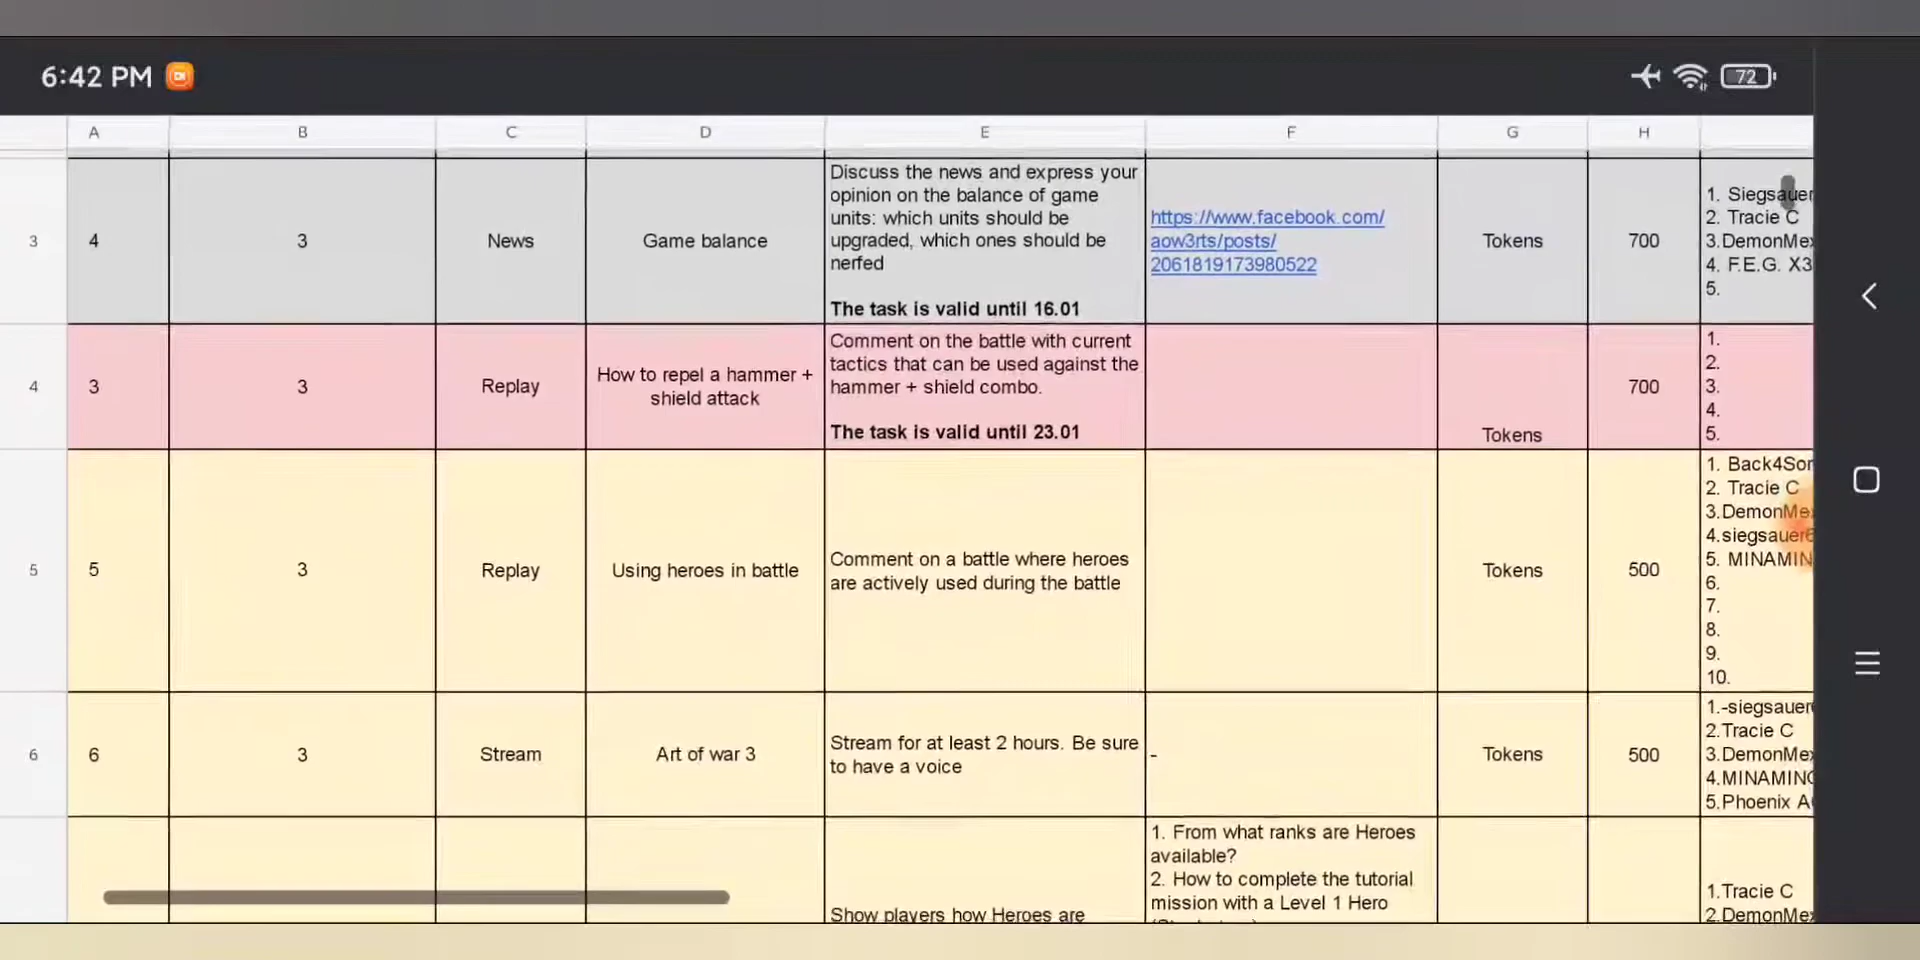 6:42 PM
72
A B C D E F G H
3
4
3
News
Game balance
Discuss the news and express your
opinion on the balance of game
units: which units should be
upgraded, which ones should be
nerfed
The task is valid until 16.01
https://www.facebook.com/
aow3rts/posts/
2061819173980522
Tokens
700
1. Siegsauer
2. Tracie C
3.DemonMex
4. F.E.G. X3
5.
4
3
3
Replay
How to repel a hammer +
shield attack
Comment on the battle with current
tactics that can be used against the
hammer + shield combo.
The task is valid until 23.01
Tokens
700
1.
2.
3.
4.
5.
5
5
3
Replay
Using heroes in battle
Comment on a battle where heroes
are actively used during the battle
Tokens
500
1. Back4Sor
2. Tracie C
3.DemonMex
4.siegsauer6
5. MINAMIN
6.
7.
8.
9.
10.
6
6
3
Stream
Art of war 3
Stream for at least 2 hours. Be sure
to have a voice
-
Tokens
500
1.-siegsauer
2.Tracie C
3.DemonMex
4.MINAMING
5.Phoenix A
Show players how Heroes are
1. From what ranks are Heroes
available?
2. How to complete the tutorial
mission with a Level 1 Hero
1.Tracie C
2.DemonMex